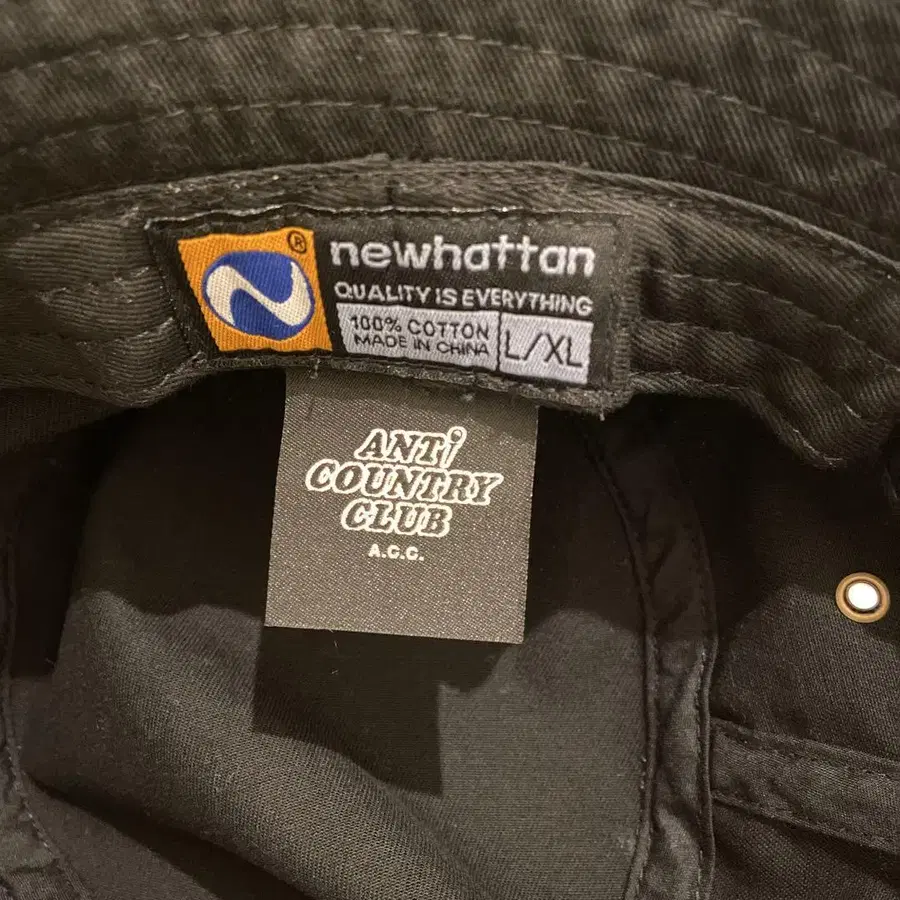 ®
newhattan
QUALITY IS EVERYTHING
100% COTTON
MADE IN CHINA
L/XL
ANTi
COUNTRY
CLUB
A.C.C.